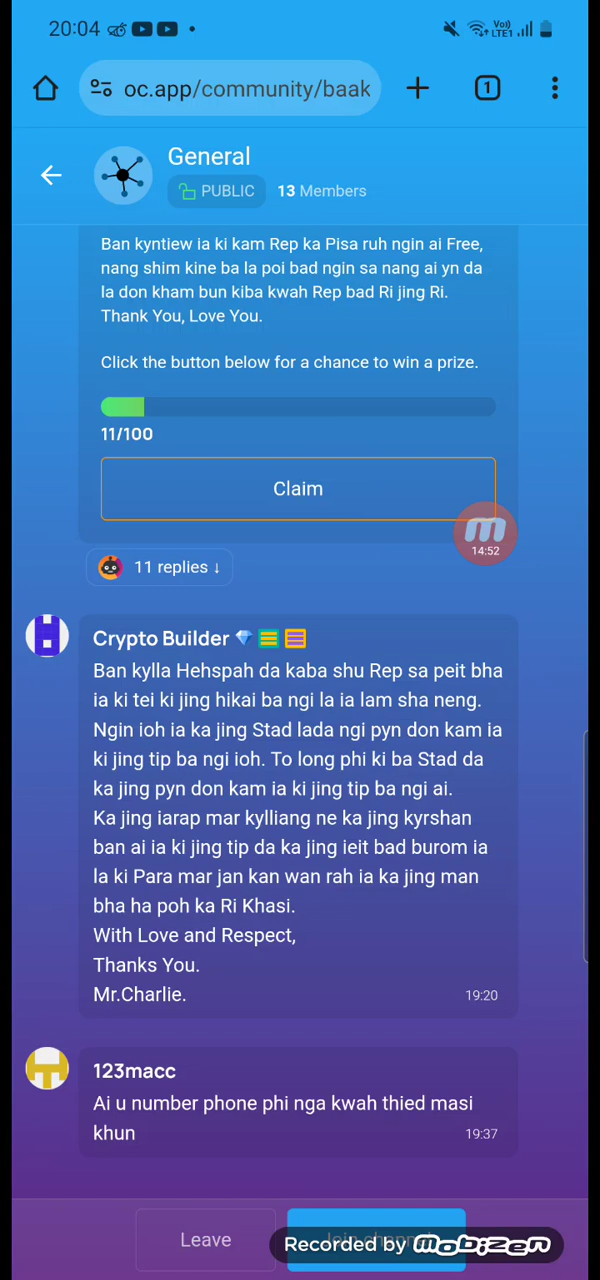 20:04
Vo)) LTE1
oc.app/community/baak
1
General
PUBLIC 13 Members
Ban kyntiew ia ki kam Rep ka Pisa ruh ngin ai Free,
nang shim kine ba la poi bad ngin sa nang ai yn da
la don kham bun kiba kwah Rep bad Ri jing Ri.
Thank You, Love You.
Click the button below for a chance to win a prize.
11/100
Claim
m
14:52
11 replies ↓
Crypto Builder
Ban kylla Hehspah da kaba shu Rep sa peit bha
ia ki tei ki jing hikai ba ngi la ia lam sha neng.
Ngin ioh ia ka jing Stad lada ngi pyn don kam ia
ki jing tip ba ngi ioh. To long phi ki ba Stad da
ka jing pyn don kam ia ki jing tip ba ngi ai.
Ka jing iarap mar kylliang ne ka jing kyrshan
ban ai ia ki jing tip da ka jing ieit bad burom ia
la ki Para mar jan kan wan rah ia ka jing man
bha ha poh ka Ri Khasi.
With Love and Respect,
Thanks You.
Mr.Charlie.
19:20
123macc
Ai u number phone phi nga kwah thied masi
khun
19:37
Leave
Recorded by mobizen